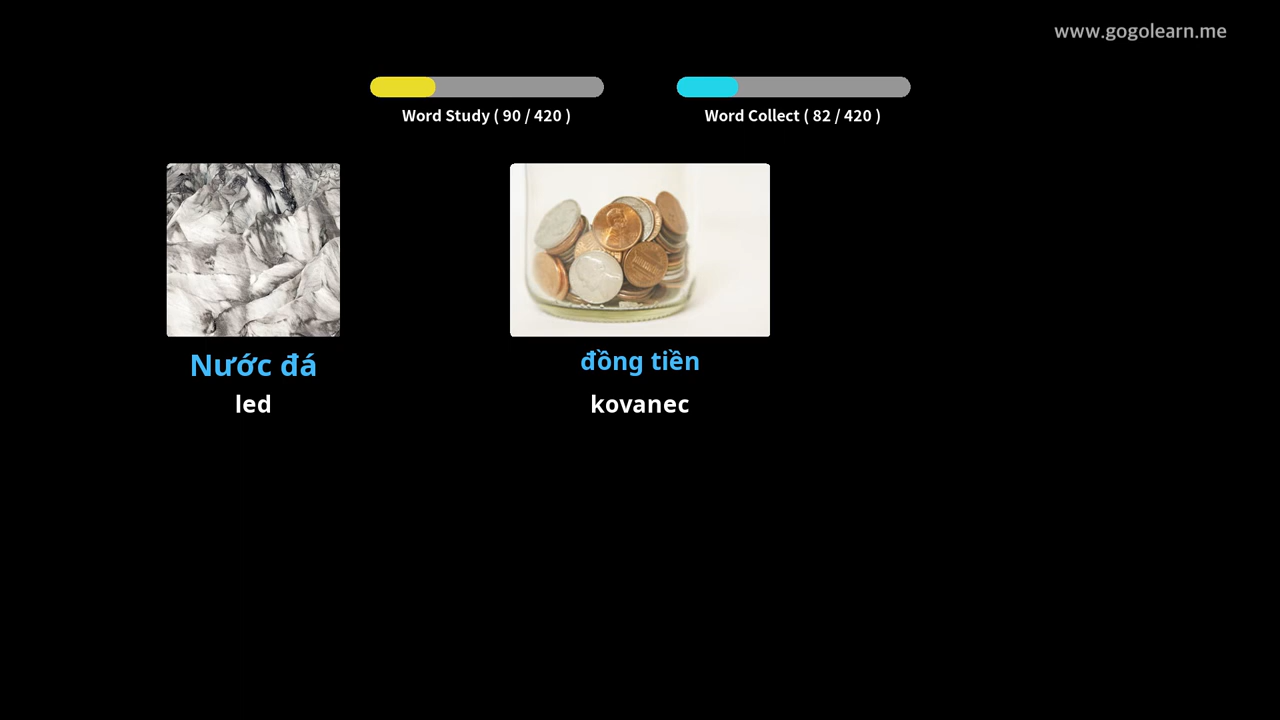 www.gogolearn.me
Word Study ( 90 / 420 )
Word Collect ( 82 / 420 )
Nước đá
led
đồng tiền
kovanec